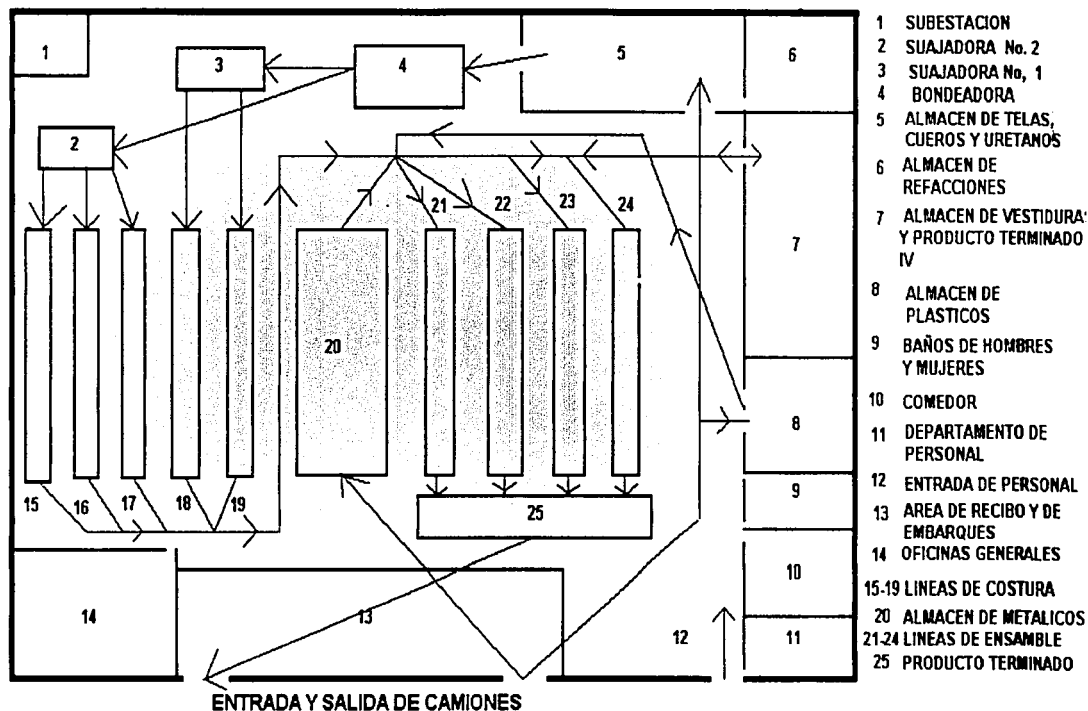 1
2
3
4
5
6
7
8
9
10
11
12
13
14
15
16
17
18
19
20
21
22
23
24
25
ENTRADA Y SALIDA DE CAMIONES
1 SUBESTACION
2 SUAJADORA No. 2
3 SUAJADORA No, 1
4 BONDEADORA
5 ALMACEN DE TELAS,
CUEROS Y URETANOS
6 ALMACEN DE
REFACCIONES
7 ALMACEN DE VESTIDURA
Y PRODUCTO TERMINADO
IV
8 ALMACEN DE
PLASTICOS
9 BAÑOS DE HOMBRES
Y MUJERES
10 COMEDOR
11 DEPARTAMENTO DE
PERSONAL
12 ENTRADA DE PERSONAL
13 AREA DE RECIBO Y DE
EMBARQUES
14 OFICINAS GENERALES
15-19 LINEAS DE COSTURA
20 ALMACEN DE METALICOS
21-24 LINEAS DE ENSAMBLE
25 PRODUCTO TERMINADO